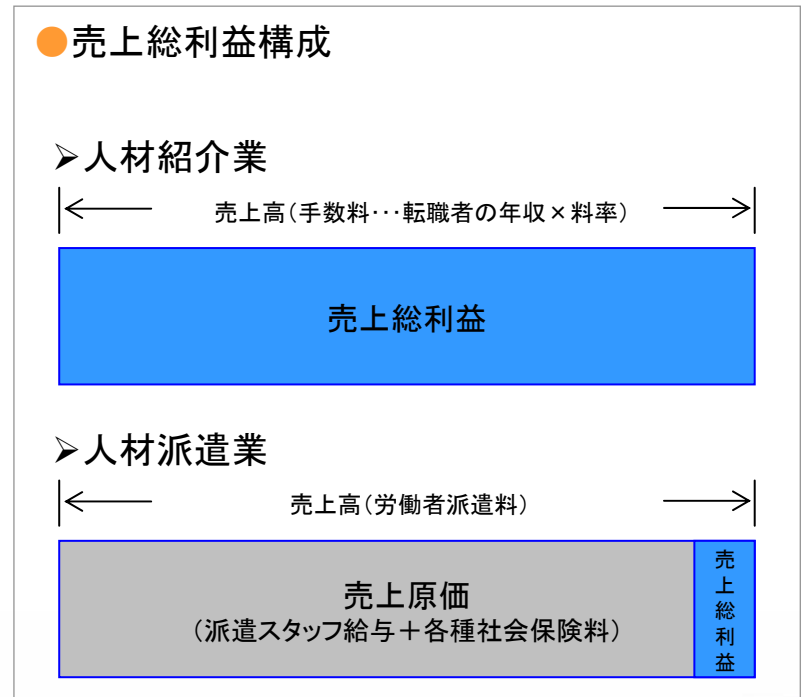 ●売上総利益構成
➢人材紹介業
売上高(手数料･･･転職者の年収×料率)
売上総利益
➢人材派遣業
売上高(労働者派遣料)
売上原価
(派遣スタッフ給与+各種社会保険料)
売上総利益